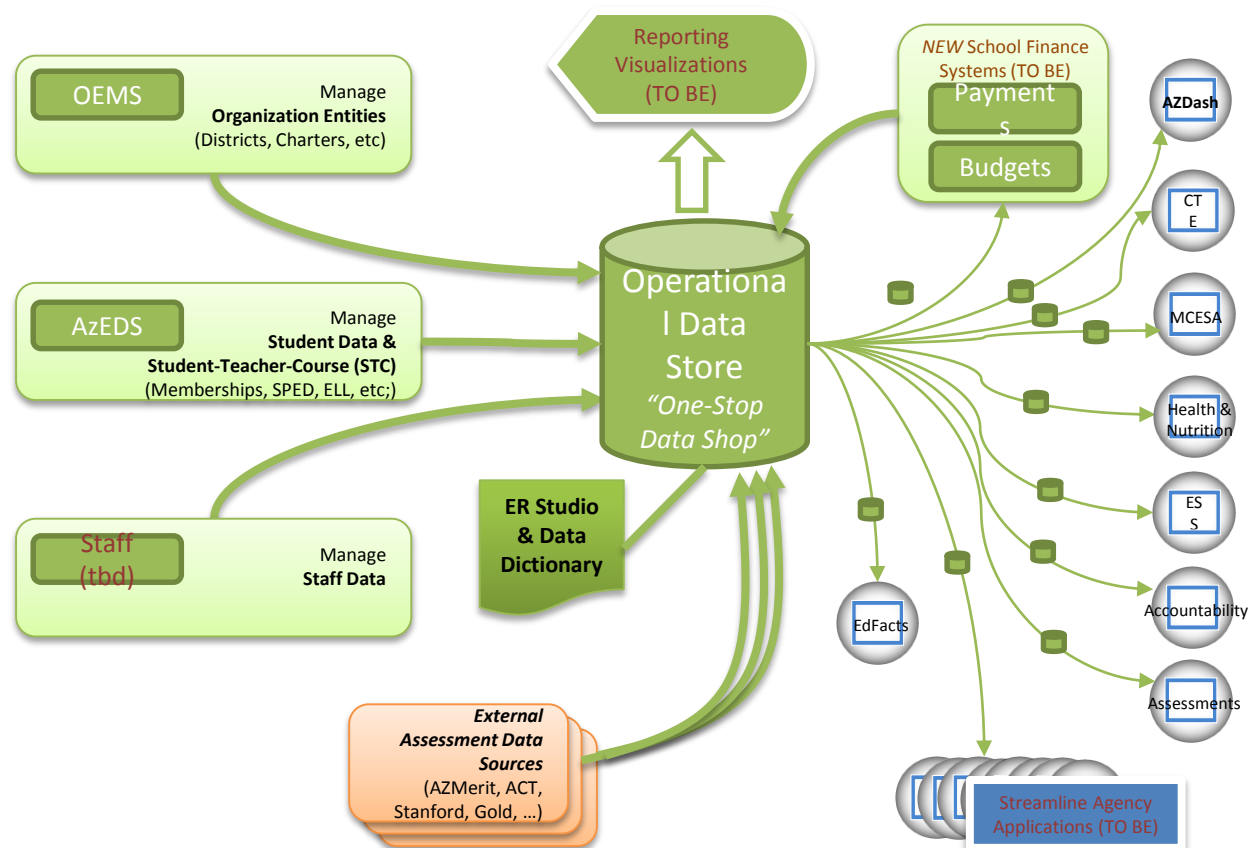 Reporting
Visualizations
(TO BE)
NEW School Finance
Systems (TO BE)
Payment
s
Budgets
OEMS
Manage
Organization Entities
(Districts, Charters, etc)
AZDash
CT
E
AzEDS
Manage
Student Data &
Student-Teacher-Course (STC)
(Memberships, SPED, ELL, etc;)
Operationa
l Data
Store
“One-Stop
Data Shop”
MCESA
Health &
Nutrition
ER Studio
& Data
Dictionary
ES
S
Staff
(tbd)
Manage
Staff Data
Accountability
EdFacts
Assessments
External
Assessment Data
Sources
(AZMerit, ACT,
Stanford, Gold, …)
Streamline Agency
Applications (TO BE)